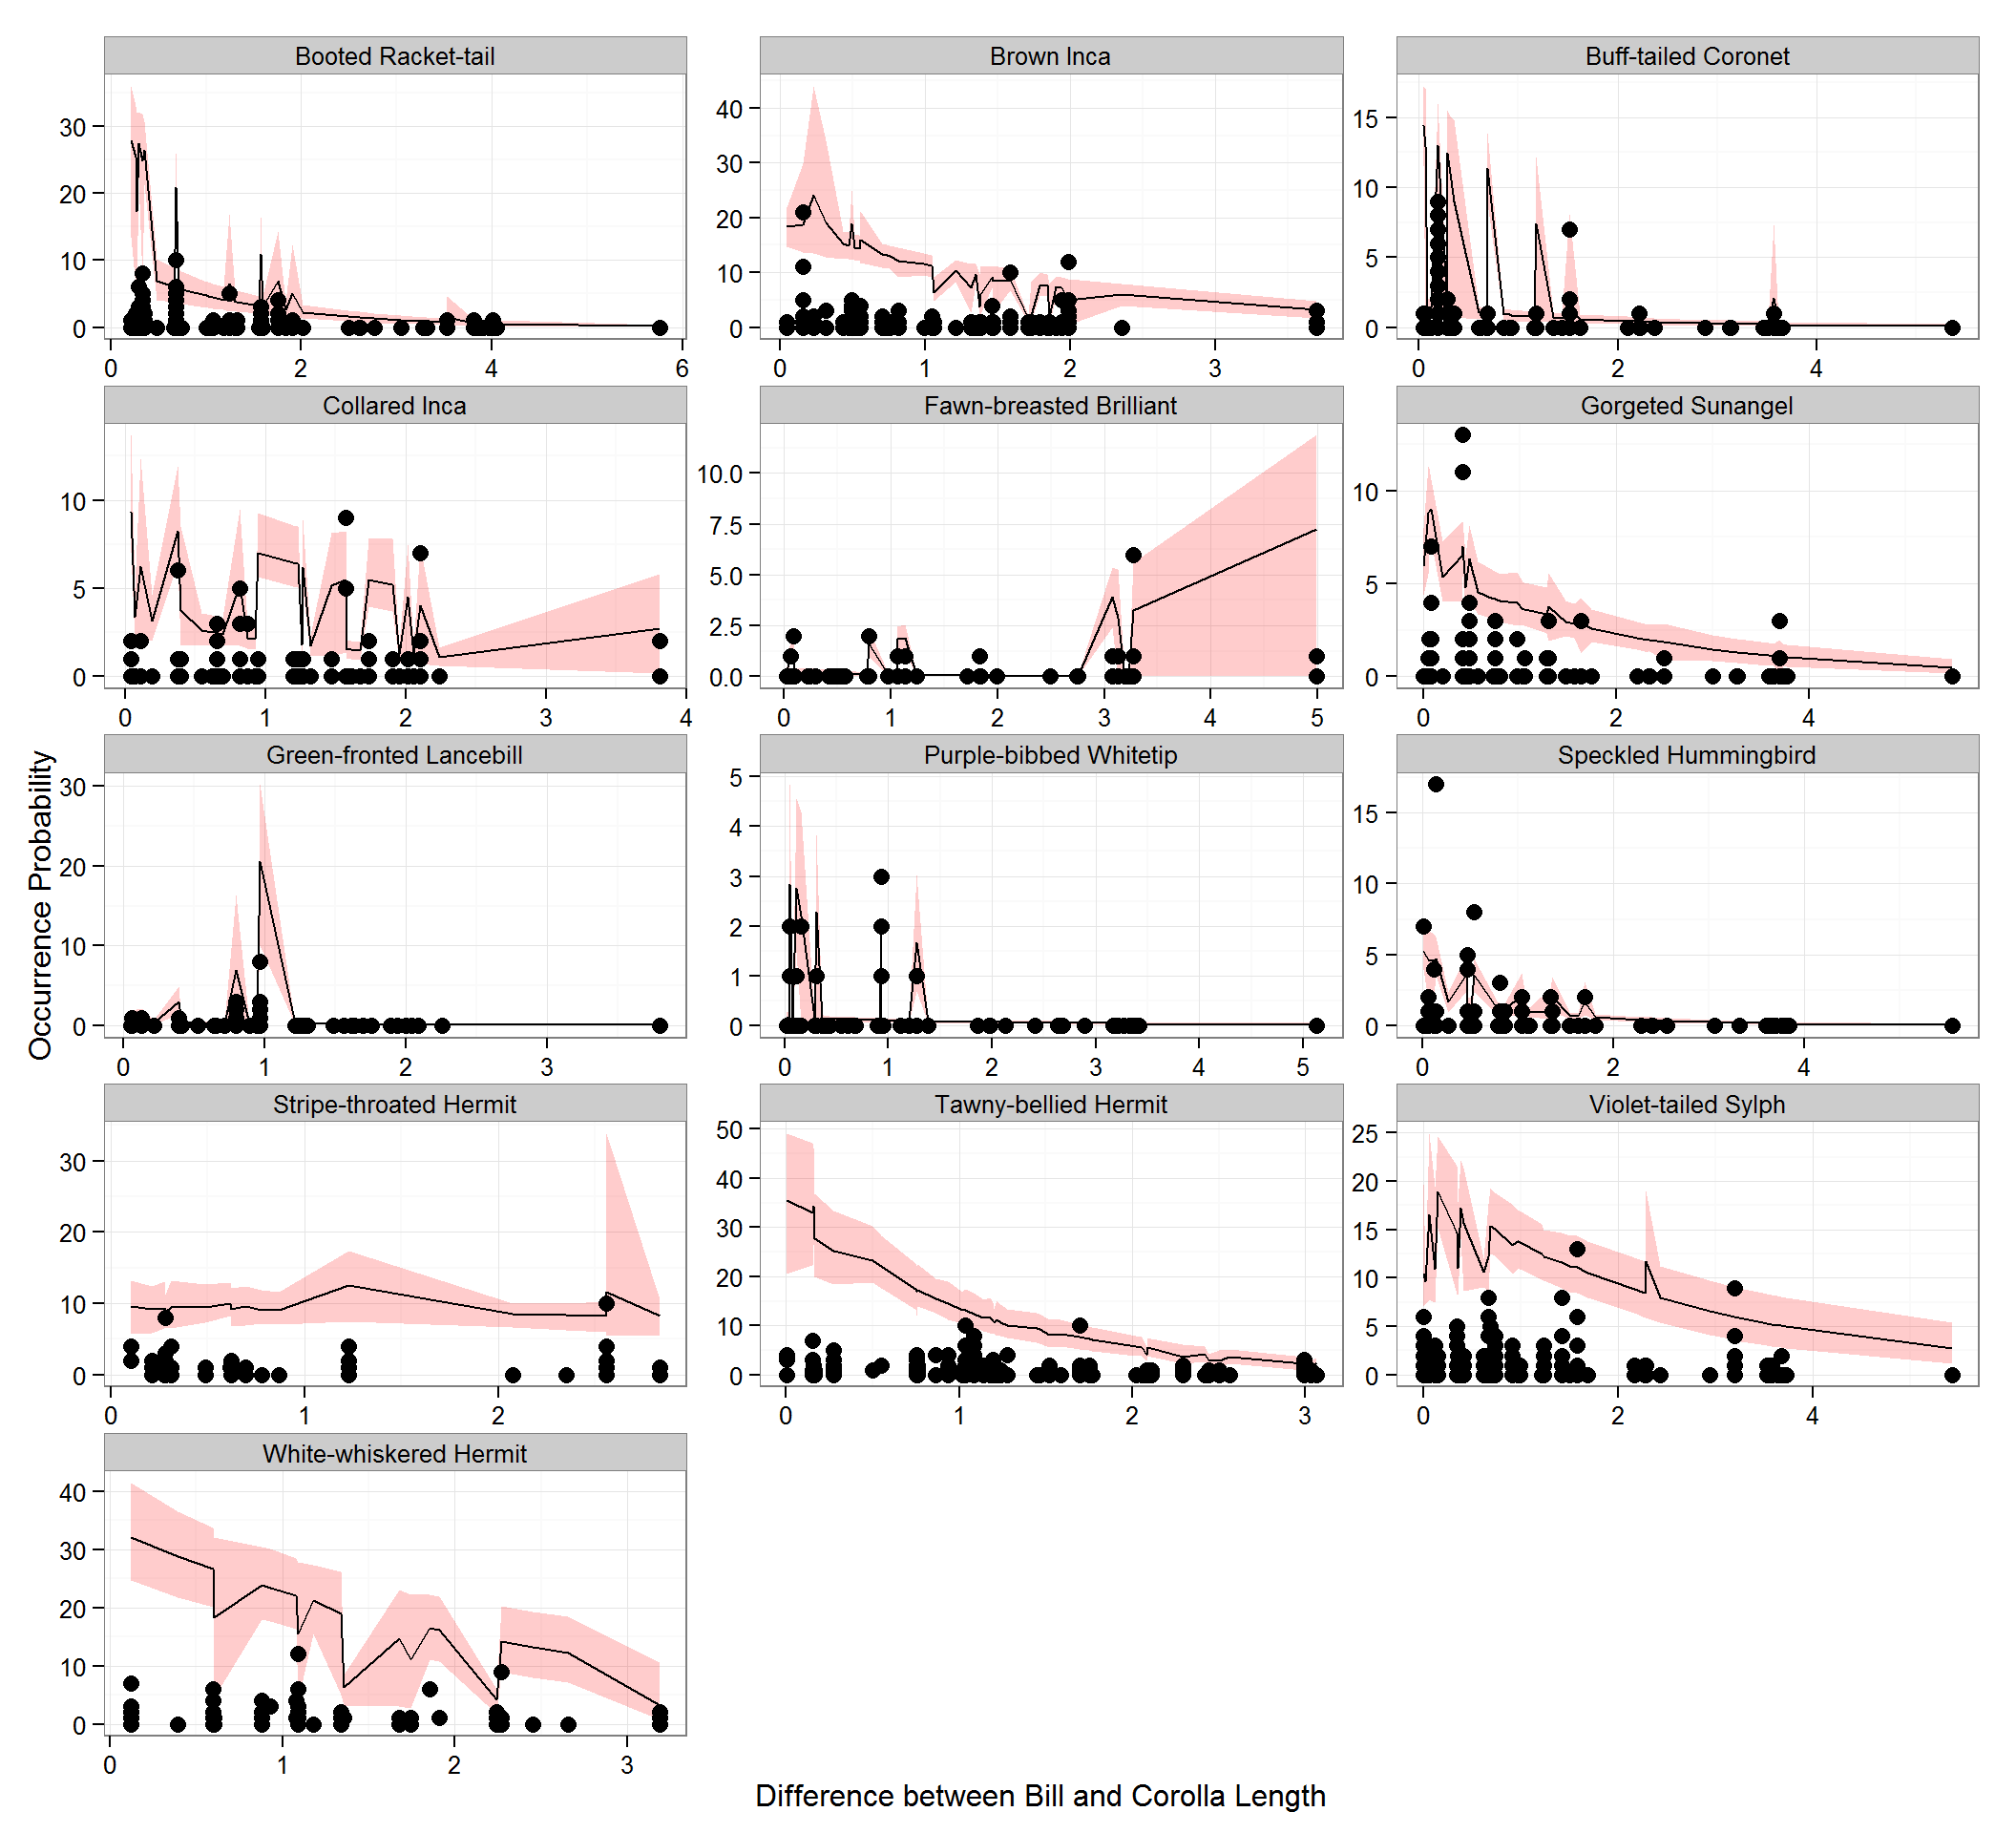 Booted Racket-tail
Brown Inca
Buff-tailed Coronet
30
20
10
0
0 2 4 6
40
30
20
10
0
0 1 2 3
15
10
5
0
0 2 4
Collared Inca
Fawn-breasted Brilliant
Gorgeted Sunangel
10
5
0
0 1 2 3 4
10.0
7.5
5.0
2.5
0.0
0 1 2 3 4 5
10
5
0
0 2 4
Green-fronted Lancebill
Purple-bibbed Whitetip
Speckled Hummingbird
30
20
10
0
0 1 2 3
5
4
3
2
1
0
0 1 2 3 4 5
15
10
5
0
0 2 4
Occurrence Probability
Stripe-throated Hermit
Tawny-bellied Hermit
Violet-tailed Sylph
30
20
10
0
0 1 2
50
40
30
20
10
0
0 1 2 3
25
20
15
10
5
0
0 2 4
White-whiskered Hermit
40
30
20
10
0
0 1 2 3
Difference between Bill and Corolla Length